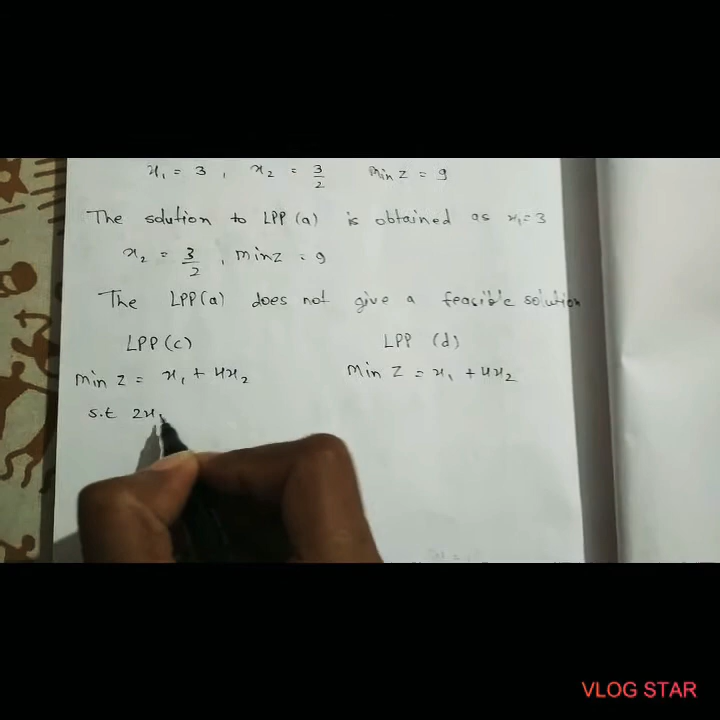 x₁ = 3 , x₂ = 3/2 Min Z = 9
The solution to LPP (a) is obtained as x₁=3
x₂ = 3/2 , Min Z = 9
The LPP(a) does not give a feasible solution
LPP(c) LPP (d)
Min Z = x₁ + 4x₂ Min Z = x₁ + 4x₂
s.t 2x₁
VLOG STAR